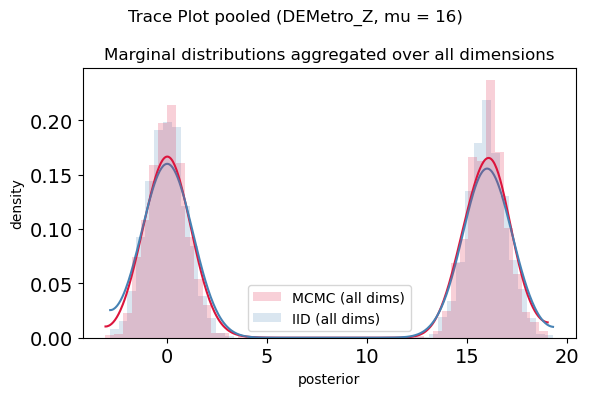 Trace Plot pooled (DEMetro_Z, mu = 16)
Marginal distributions aggregated over all dimensions
density
0.20
0.15
0.10
0.05
0.00
MCMC (all dims)
IID (all dims)
0 5 10 15 20
posterior